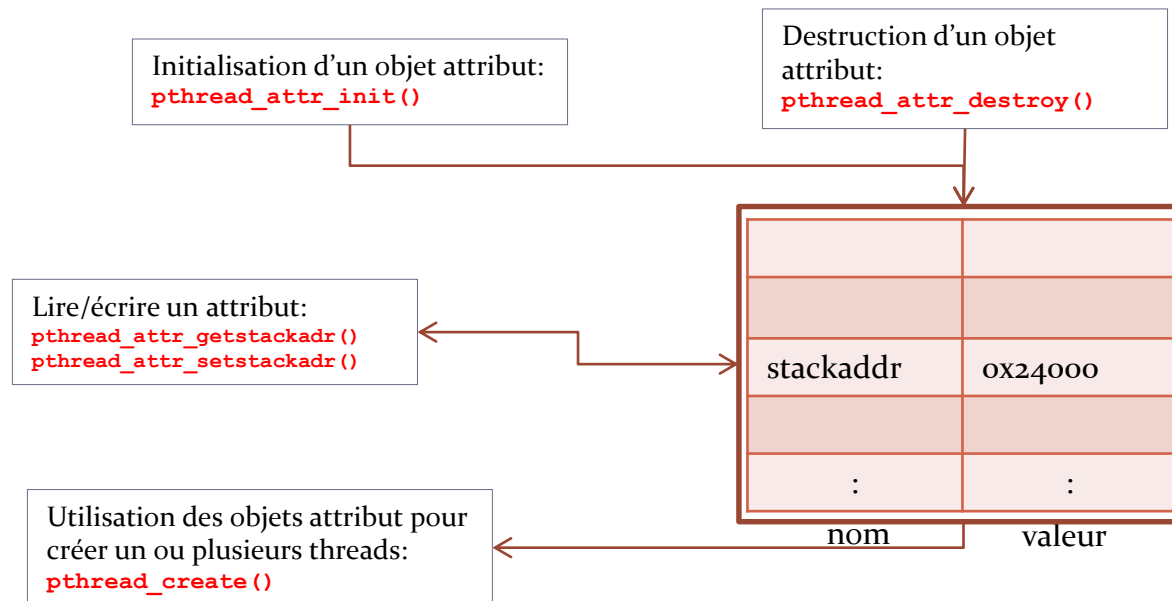 Initialisation d’un objet attribut:
pthread_attr_init()
Destruction d’un objet
attribut:
pthread_attr_destroy()
Lire/écrire un attribut:
pthread_attr_getstackadr()
pthread_attr_setstackadr()
stackaddr 0x24000
: :
nom valeur
Utilisation des objets attribut pour
créer un ou plusieurs threads:
pthread_create()